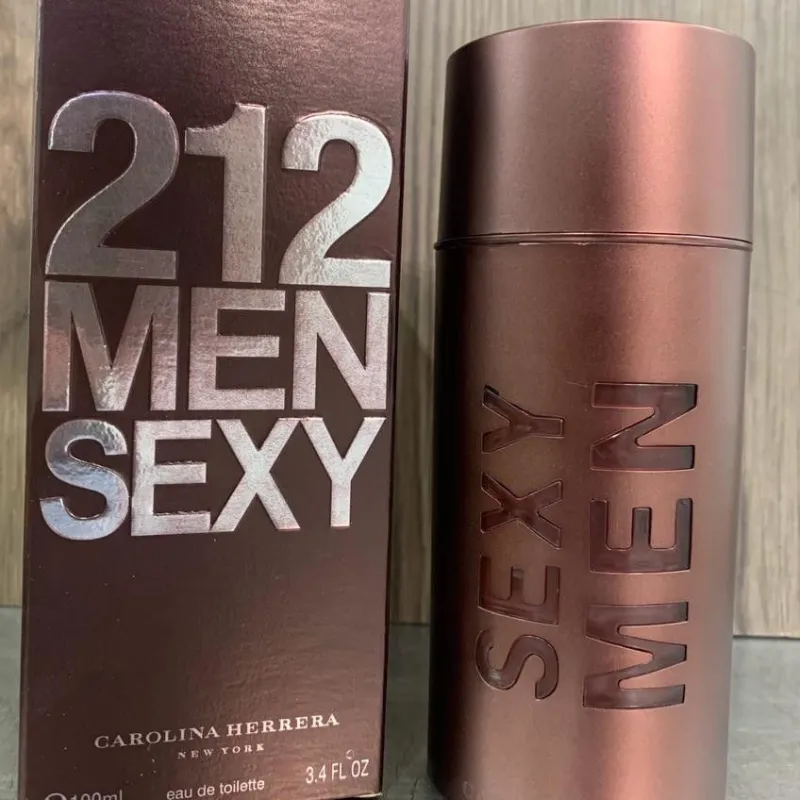 212
MEN
SEXY
CAROLINA HERRERA
NEW YORK
100ml eau de toilette 3.4 FL OZ
SEXY
MEN